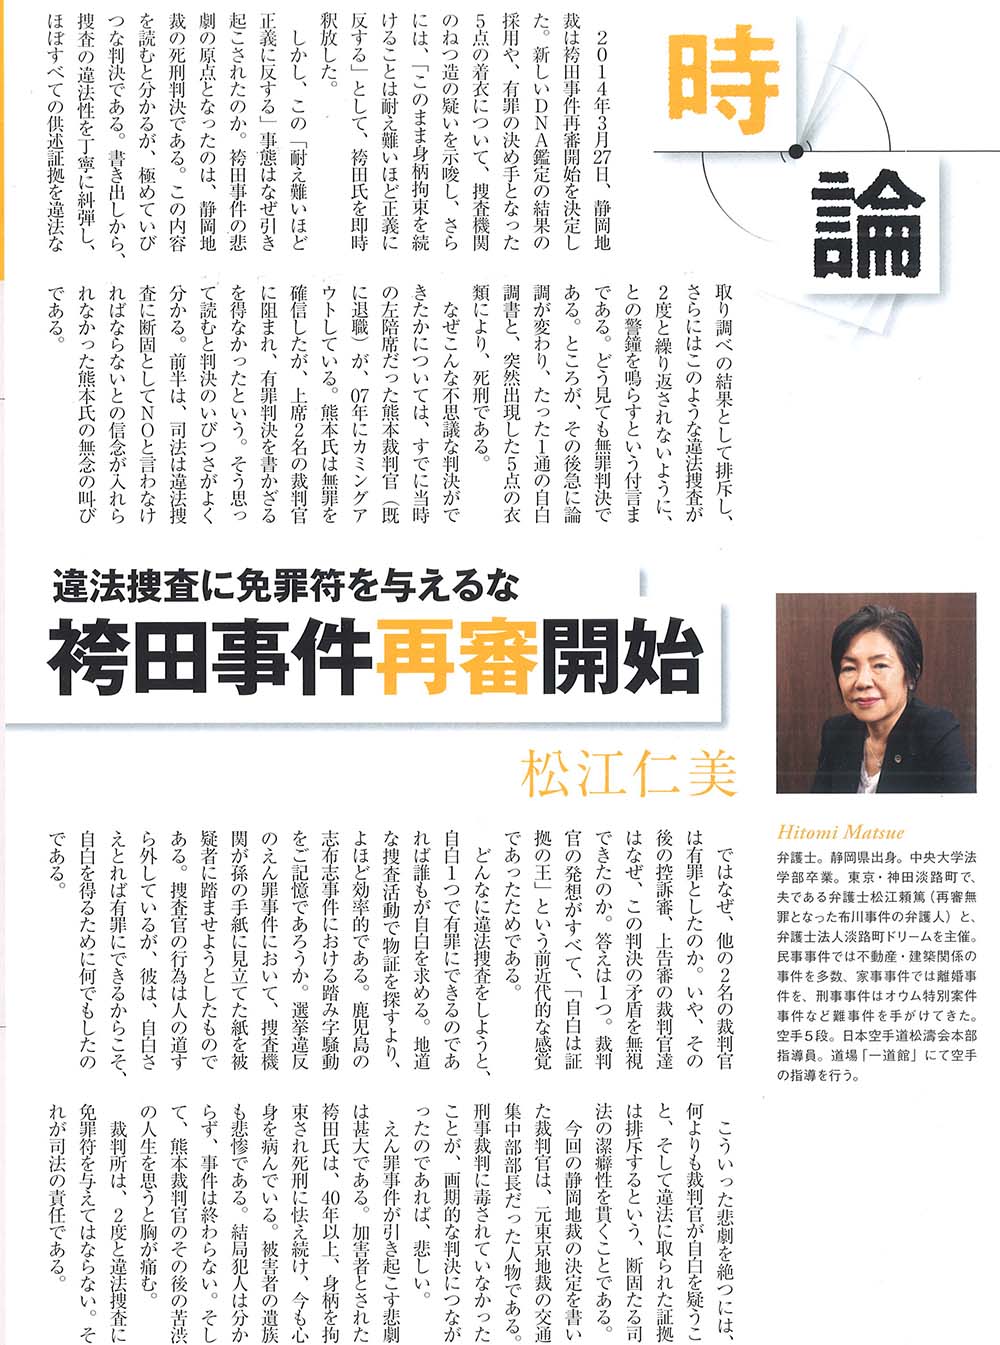 時論
２０１４年３月27日、静岡地
裁は袴田事件再審開始を決定し
た。新しいＤＮＡ鑑定の結果の
採用や、有罪の決め手となった
５点の着衣について、捜査機関
のねつ造の疑いを示唆し、さら
には、「このまま身柄拘束を続
けることは耐え難いほど正義に
反する」として、袴田氏を即時
釈放した。
しかし、この「耐え難いほど
正義に反する」事態はなぜ引き
起こされたのか。袴田事件の悲
劇の原点となったのは、静岡地
裁の死刑判決である。この内容
を読むと分かるが、極めていび
つな判決である。書き出しから、
捜査の違法性を丁寧に糾弾し、
ほぼすべての供述証拠を違法な
取り調べの結果として排斥し、
さらにはこのような違法捜査が
２度と繰り返されないように、
との警鐘を鳴らすという付言ま
である。どう見ても無罪判決で
ある。ところが、その後急に論
調が変わり、たった１通の自白
調書と、突然出現した５点の衣
類により、死刑である。
なぜこんな不思議な判決がで
きたかについては、すでに当時
の左陪席だった熊本裁判官（既
に退職）が、07年にカミングア
ウトしている。熊本氏は無罪を
確信したが、上席２名の裁判官
に阻まれ、有罪判決を書かざる
を得なかったという。そう思っ
て読むと判決のいびつさがよく
分かる。前半は、司法は違法捜
査に断固としてＮＯと言わなけ
ればならないとの信念が入れら
れなかった熊本氏の無念の叫び
である。
違法捜査に免罪符を与えるな
袴田事件再審開始
松江仁美
Hitomi Matsue
弁護士。静岡県出身。中央大学法
学部卒業。東京・神田淡路町で、
夫である弁護士松江頼篤（再審無
罪となった布川事件の弁護人）と、
弁護士法人淡路町ドリームを主催。
民事事件では不動産・建築関係の
事件を多数、家事事件では離婚事
件を、刑事事件はオウム特別案件
事件など難事件を手がけてきた。
空手５段。日本空手道松濤会本部
指導員。道場「一道館」にて空手
の指導を行う。
ではなぜ、他の２名の裁判官
は有罪としたのか。いや、その
後の控訴審、上告審の裁判官達
はなぜ、この判決の矛盾を無視
できたのか。答えは１つ。裁判
官の発想がすべて、「自白は証
拠の王」という前近代的な感覚
であったためである。
どんなに違法捜査をしようと、
自白１つで有罪にできるのであ
れば誰もが自白を求める。地道
な捜査活動で物証を探すより、
よほど効率的である。鹿児島の
志布志事件における踏み字騒動
をご記憶であろうか。選挙違反
のえん罪事件において、捜査機
関が孫の手紙に見立てた紙を被
疑者に踏ませようとしたもので
ある。捜査官の行為は人の道す
ら外しているが、彼は、自白さ
えとれば有罪にできるからこそ、
自白を得るために何でもしたの
である。
こういった悲劇を絶つには、
何よりも裁判官が自白を疑うこ
と、そして違法に取られた証拠
は排斥するという、断固たる司
法の潔癖性を貫くことである。
今回の静岡地裁の決定を書い
た裁判官は、元東京地裁の交通
集中部部長だった人物である。
刑事裁判に毒されていなかった
ことが、画期的な判決につなが
ったのであれば、悲しい。
えん罪事件が引き起こす悲劇
は甚大である。加害者とされた
袴田氏は、40年以上、身柄を拘
束され死刑に怯え続け、今も心
身を病んでいる。被害者の遺族
も悲惨である。結局犯人は分か
らず、事件は終わらない。そし
て、熊本裁判官のその後の苦渋
の人生を思うと胸が痛む。
裁判所は、２度と違法捜査に
免罪符を与えてはならない。そ
れが司法の責任である。